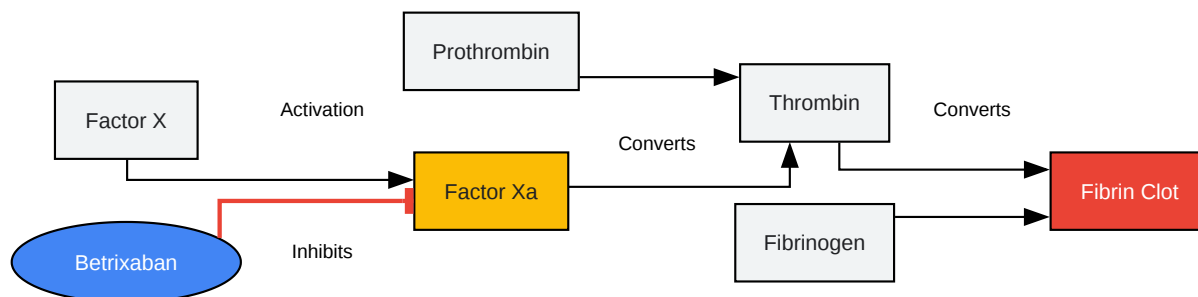 Prothrombin
Thrombin
Factor X
Activation
Converts
Converts
Factor Xa
Fibrin Clot
Fibrinogen
Betrixaban
Inhibits